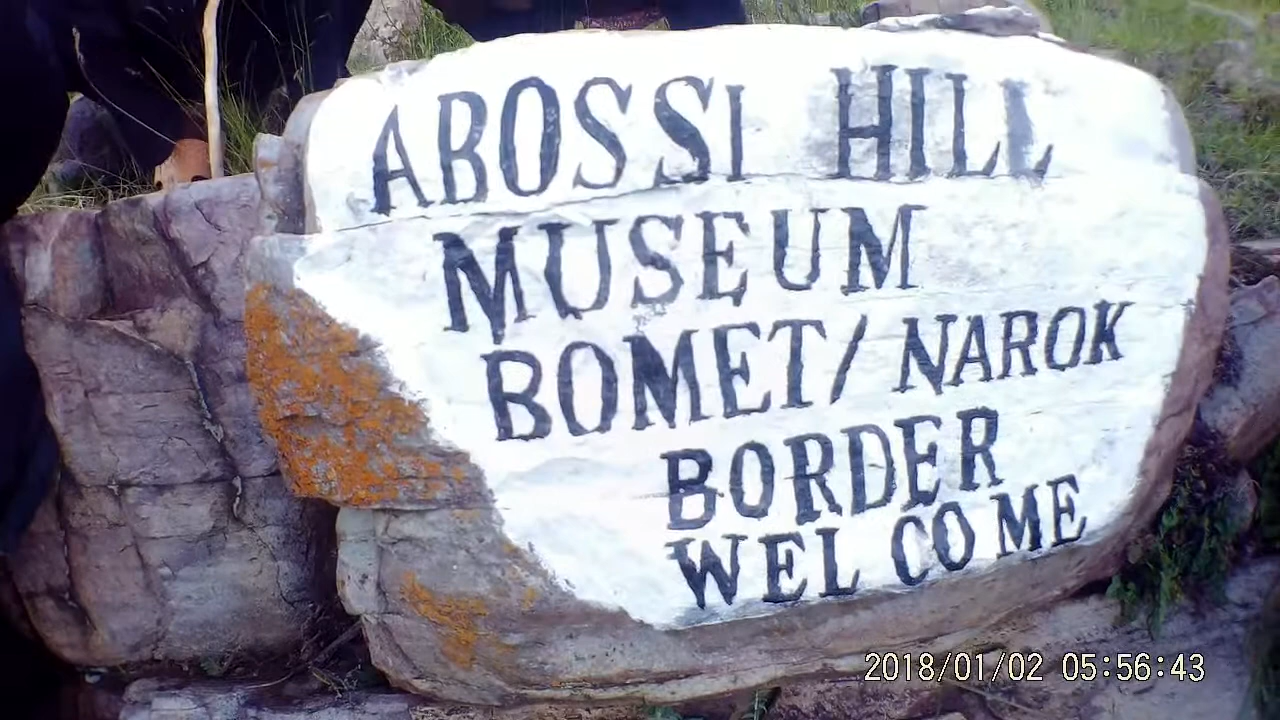 ABOSSI HILL
MUSEUM
BOMET/NAROK
BORDER
WELCOME
2018/01/02 05:56:43